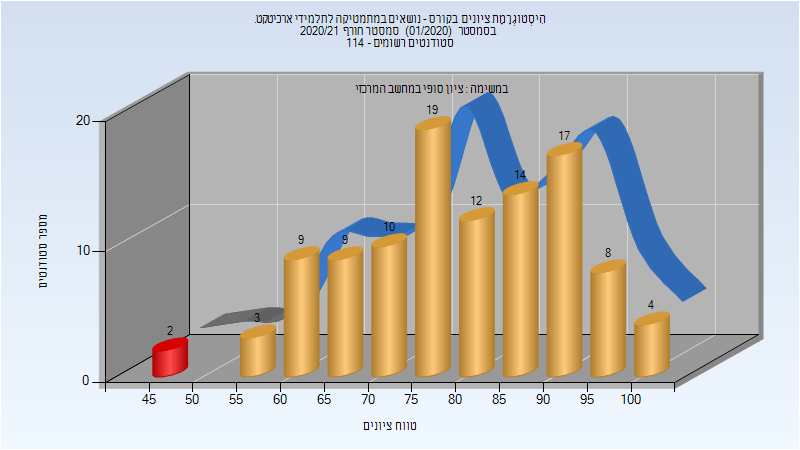 הִיסְטוֹגְרָמַת ציונים בקורס - נושאים במתמטיקה לתלמידי ארכיטקט.
בסמסטר (01/2020) סמסטר חורף 2020/21
סטודנטים רשומים - 114
במשימה : ציון סופי במחשב המרכזי
מספר סטודנטים
20
10
0
2
3
9
9
10
19
12
14
17
8
4
45 50 55 60 65 70 75 80 85 90 95 100
טווח ציונים